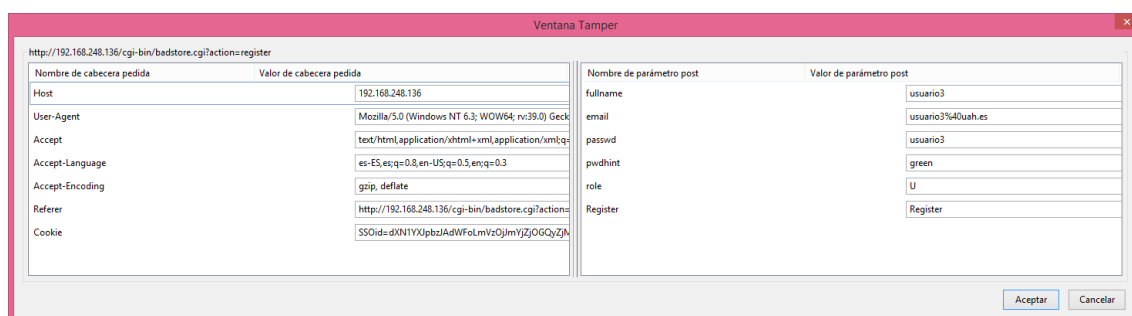 Ventana Tamper
x
http://192.168.248.136/cgi-bin/badstore.cgi?action=register
Nombre de cabecera pedida Valor de cabecera pedida Nombre de parámetro post Valor de parámetro post
Host 192.168.248.136 fullname usuario3
User-Agent Mozilla/5.0 (Windows NT 6.3; WOW64; rv:39.0) Geck email usuario3%40uah.es
Accept text/html,application/xhtml+xml,application/xml;q= passwd usuario3
Accept-Language es-ES,es;q=0.8,en-US;q=0.5,en;q=0.3 pwdhint green
Accept-Encoding gzip, deflate role U
Referer http://192.168.248.136/cgi-bin/badstore.cgi?action= Register Register
Cookie
Aceptar Cancelar